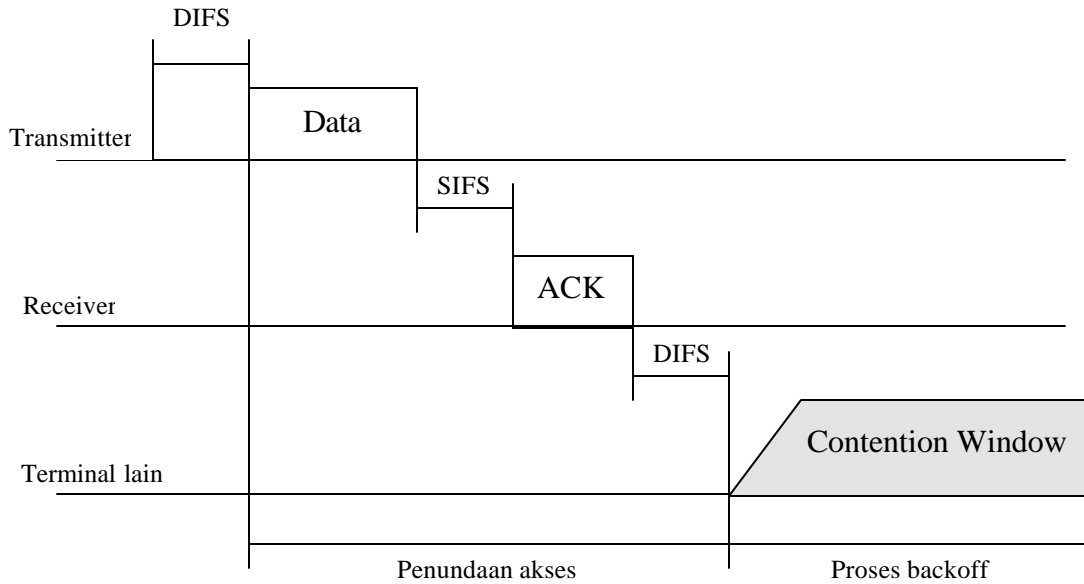 DIFS
Data
Transmitter
SIFS
ACK
Receiver
DIFS
Contention Window
Terminal lain
Penundaan akses
Proses backoff